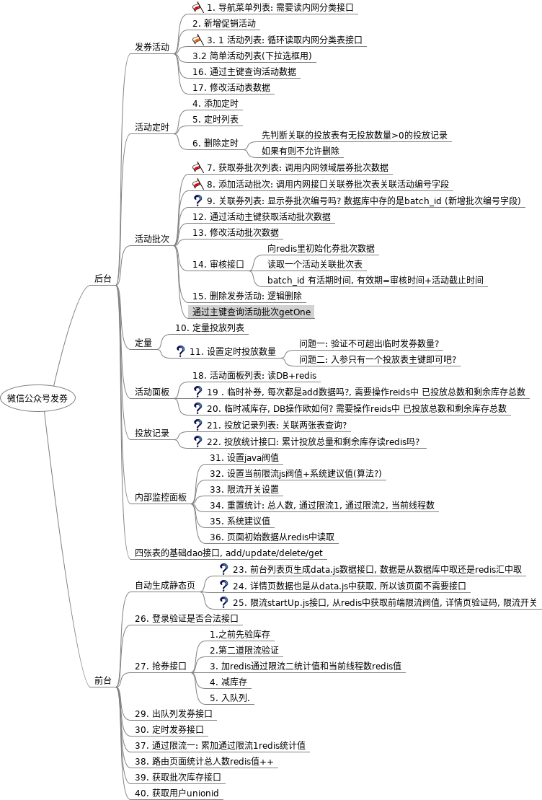 微信公众号发券
后台
发券活动
1. 导航菜单列表: 需要读内网分类接口
2. 新增促销活动
3. 1 活动列表: 循环读取内网分类表接口
3.2 简单活动列表(下拉选框用)
16. 通过主键查询活动数据
17. 修改活动表数据
活动定时
4. 添加定时
5. 定时列表
6. 删除定时
先判断关联的投放表有无投放数量>0的投放记录
如果有则不允许删除
活动批次
7. 获取券批次列表: 调用内网领域层券批次数据
8. 添加活动批次: 调用内网接口关联券批次表关联活动编号字段
9. 关联券列表: 显示券批次编号吗? 数据库中存的是batch_id (新增批次编号字段)
12. 通过活动主键获取活动批次数据
13. 修改活动批次数据
14. 审核接口
向redis里初始化券批次数据
读取一个活动关联批次表
batch_id 有活期时间, 有效期=审核时间+活动截止时间
15. 删除发券活动: 逻辑删除
通过主键查询活动批次getOne
定量
10. 定量投放列表
11. 设置定时投放数量
问题一: 验证不可超出临时发券数量?
问题二: 入参只有一个投放表主键即可吧?
活动面板
18. 活动面板列表: 读DB+redis
19 . 临时补券, 每次都是add数据吗?, 需要操作reids中 已投放总数和剩余库存总数
20. 临时减库存, DB操作欧如何? 需要操作reids中 已投放总数和剩余库存总数
投放记录
21. 投放记录列表: 关联两张表查询?
22. 投放统计接口: 累计投放总量和剩余库存读redis吗?
内部监控面板
31. 设置java阀值
32. 设置当前限流js阀值+系统建议值(算法?)
33. 限流开关设置
34. 重置统计: 总人数, 通过限流1, 通过限流2, 当前线程数
35. 系统建议值
36. 页面初始数据从redis中读取
四张表的基础dao接口, add/update/delete/get
前台
自动生成静态页
23. 前台列表页生成data.js数据接口, 数据是从数据库中取还是redis汇中取
24. 详情页数据也是从data.js中获取, 所以该页面不需要接口
25. 限流startUp.js接口, 从redis中获取前端限流阀值, 详情页验证码, 限流开关
26. 登录验证是否合法接口
27. 抢券接口
1.之前先验库存
2.第二道限流验证
3. 加redis通过限流二统计值和当前线程数redis值
4. 减库存
5. 入队列.
29. 出队列发券接口
30. 定时发券接口
37. 通过限流一: 累加通过限流1redis统计值
38. 路由页面统计总人数redis值++
39. 获取批次库存接口
40. 获取用户unionid